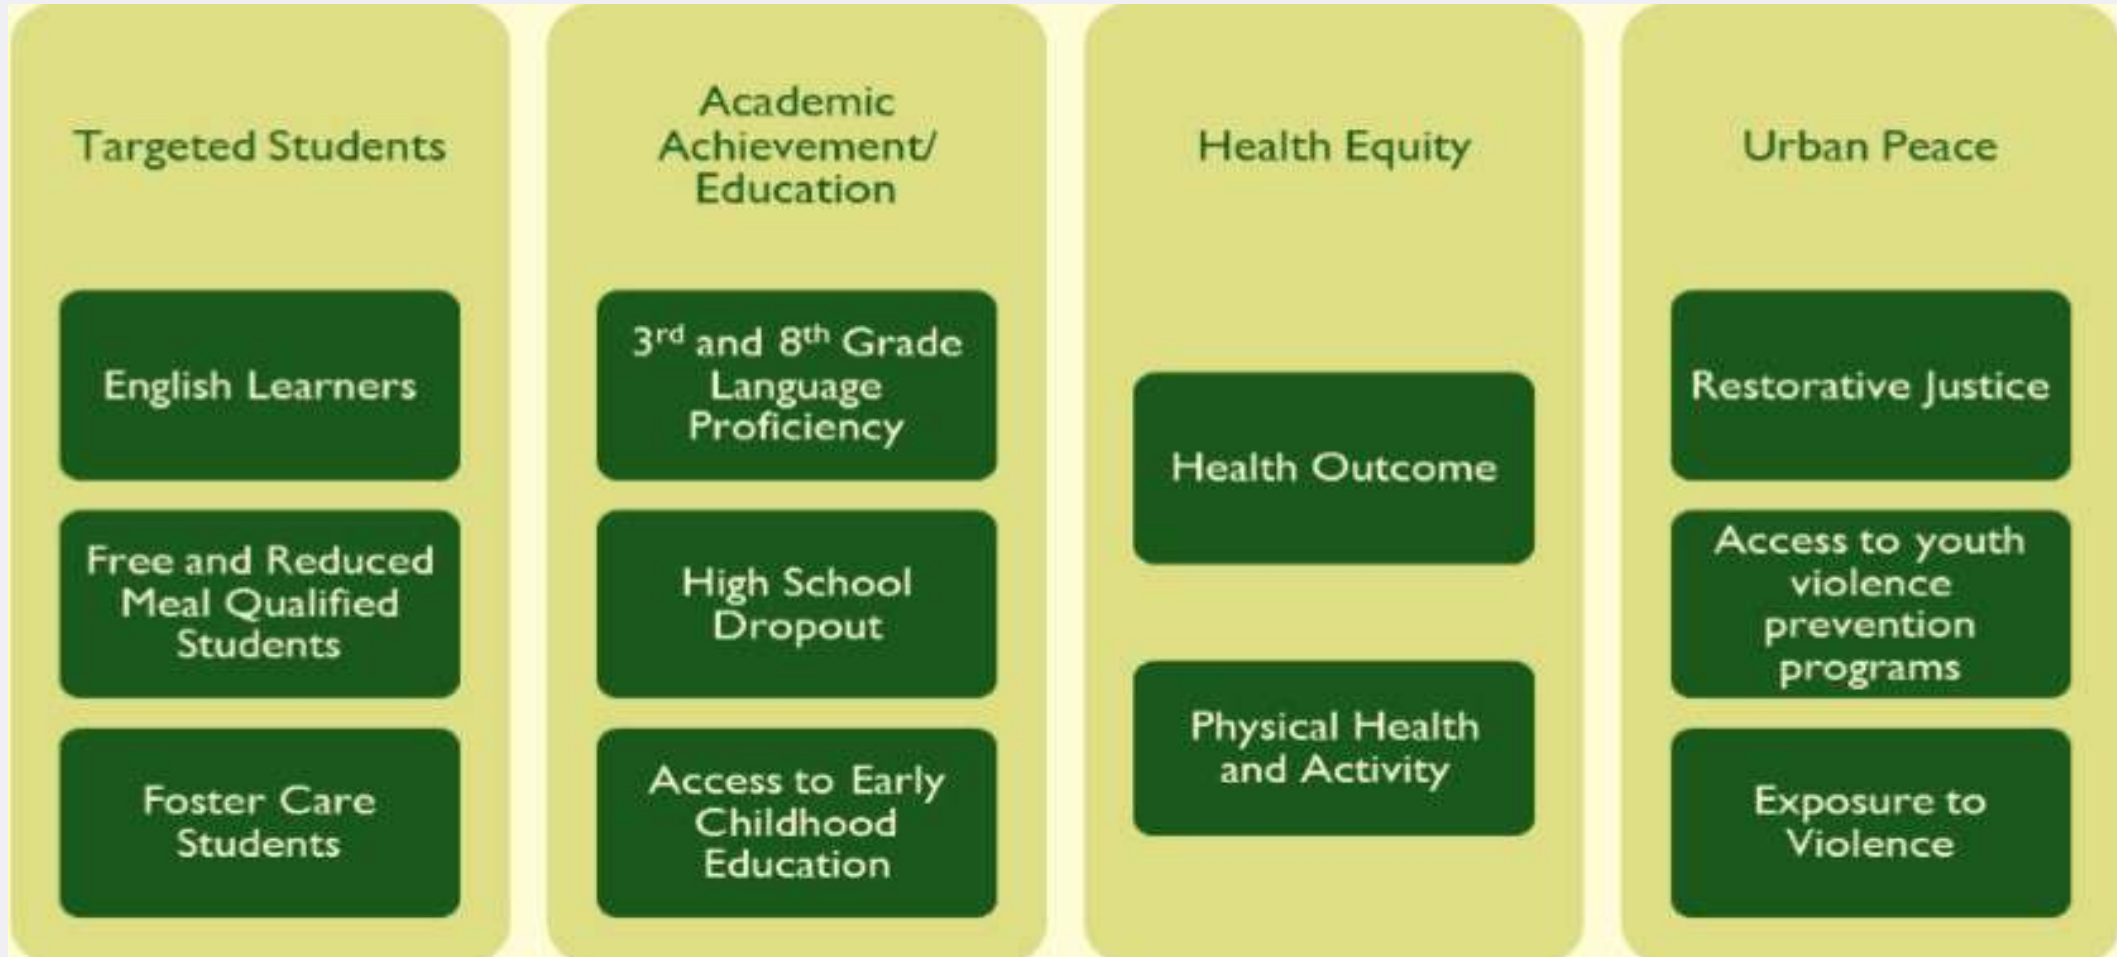 Targeted Students
English Learners
Free and Reduced
Meal Qualified
Students
Foster Care
Students
Academic
Achievement/
Education
3rd and 8th Grade
Language
Proficiency
High School
Dropout
Access to Early
Childhood
Education
Health Equity
Health Outcome
Physical Health
and Activity
Urban Peace
Restorative Justice
Access to youth
violence
prevention
programs
Exposure to
Violence